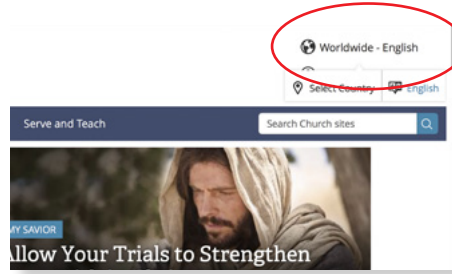 Worldwide - English
Select Country English
Serve and Teach Search Church sites
MY SAVIOR
Allow Your Trials to Strengthen